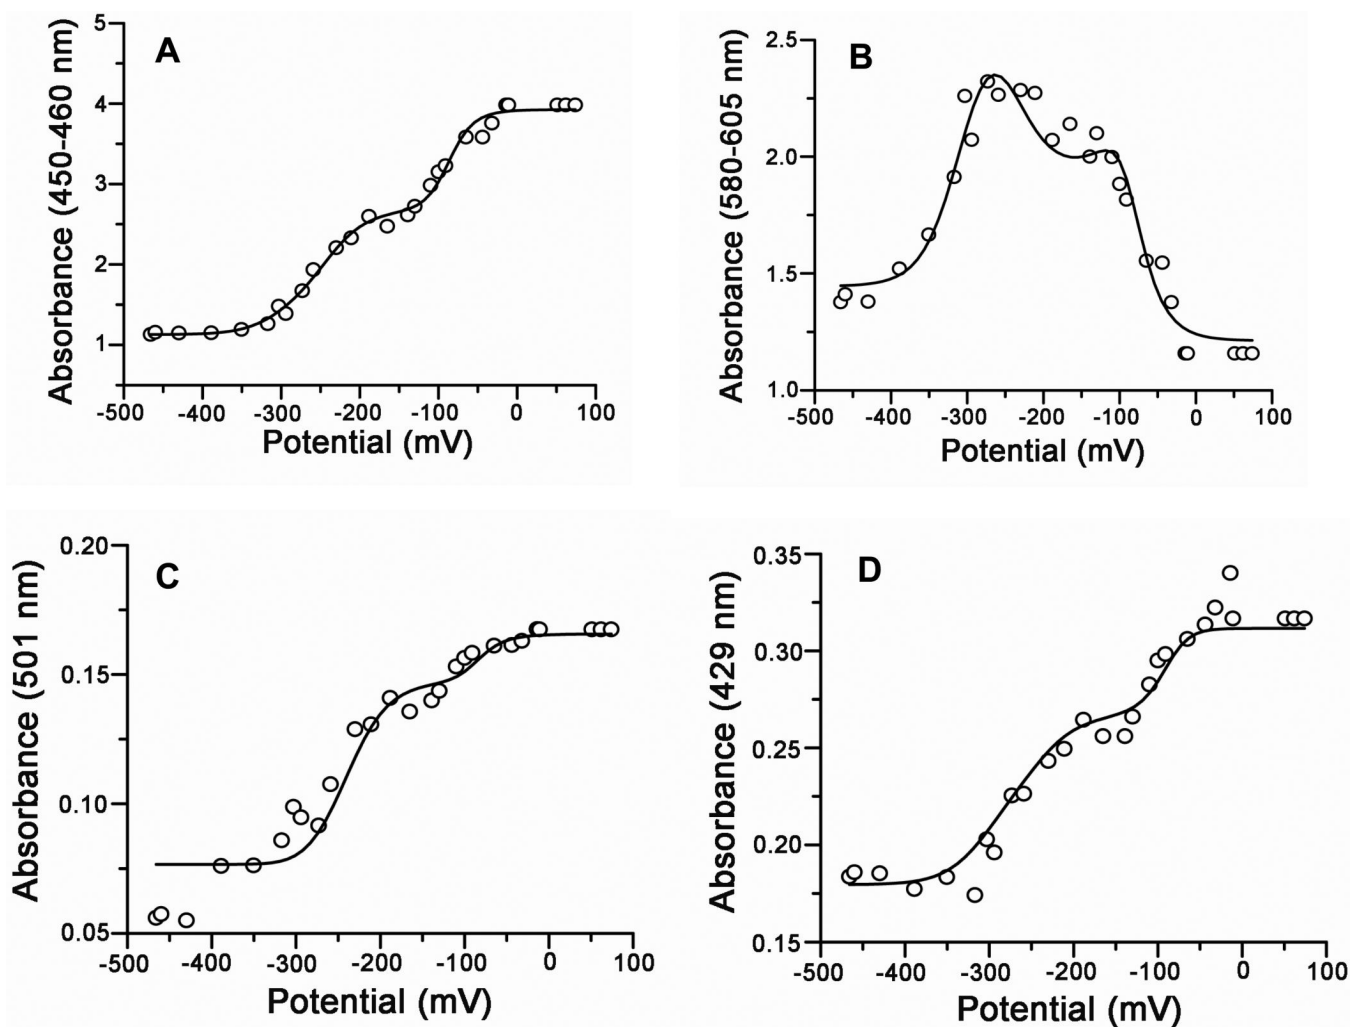 A
Absorbance (450-460 nm)
5
4
3
2
1
-500 -400 -300 -200 -100 0 100
Potential (mV)
B
Absorbance (580-605 nm)
2.5
2.0
1.5
1.0
-500 -400 -300 -200 -100 0 100
Potential (mV)
C
Absorbance (501 nm)
0.20
0.15
0.10
0.05
-500 -400 -300 -200 -100 0 100
Potential (mV)
D
Absorbance (429 nm)
0.35
0.30
0.25
0.20
0.15
-500 -400 -300 -200 -100 0 100
Potential (mV)